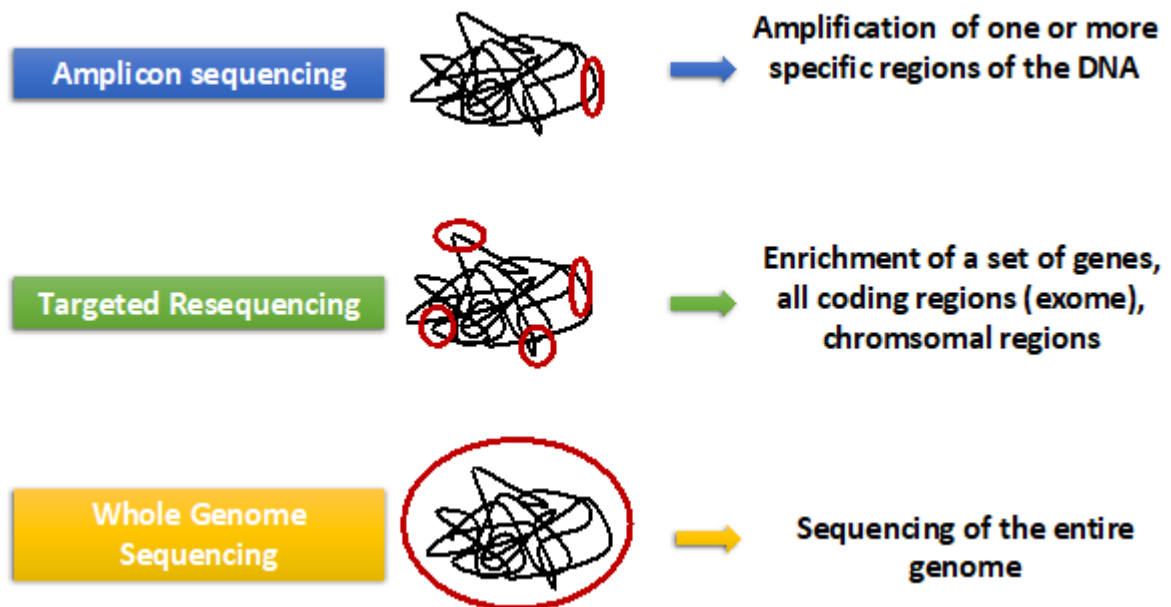 Amplicon sequencing
Amplification of one or more
specific regions of the DNA
Targeted Resequencing
Enrichment of a set of genes,
all coding regions (exome),
chromsomal regions
Whole Genome
Sequencing
Sequencing of the entire
genome